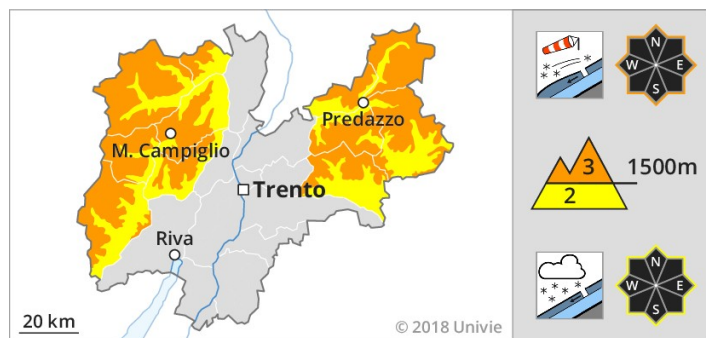 Predazzo
M. Campiglio
Trento
Riva
20 km
© 2018 Univie
N
W E
S
3 1500m
2
N
W E
S